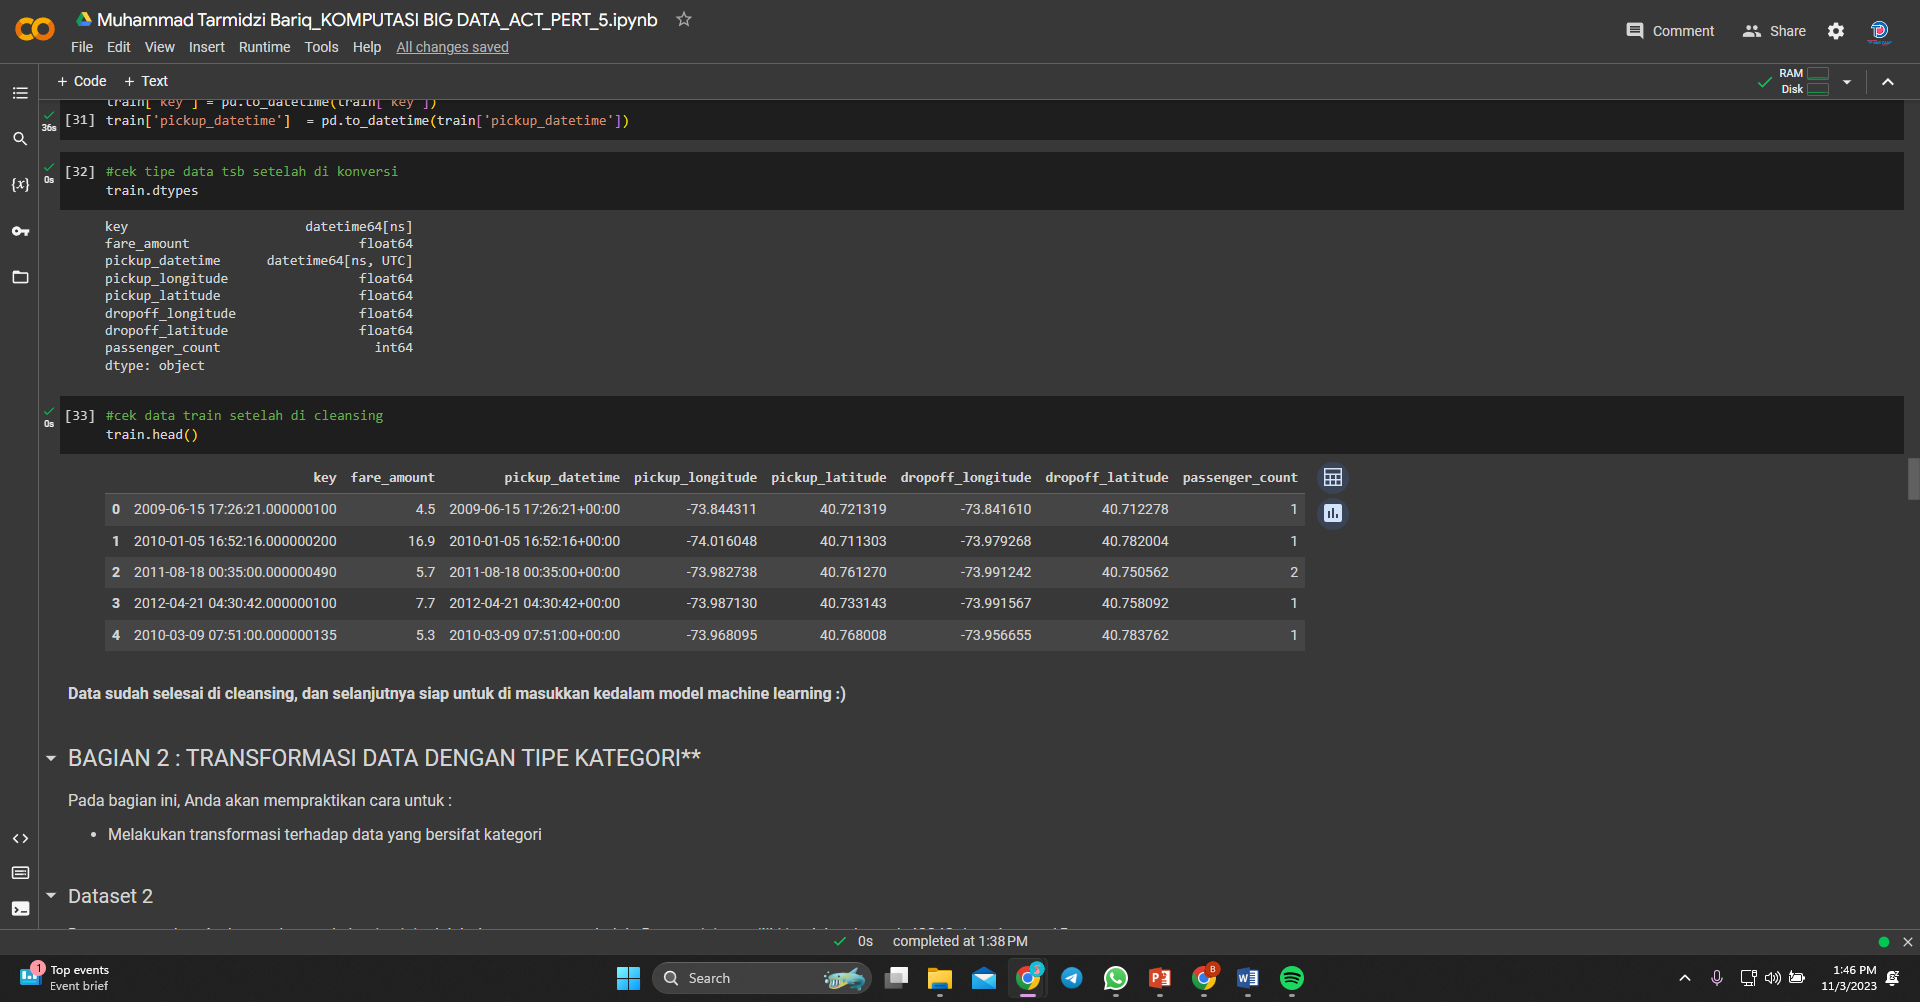 Muhammad Tarmidzi Bariq_KOMPUTASI BIG DATA_ACT_PERT_5.ipynb
File Edit View Insert Runtime Tools Help All changes saved
Comment Share
+ Code + Text
RAM
Disk
train['key'] = pd.to_datetime(train['key'])
36s [31] train['pickup_datetime']  = pd.to_datetime(train['pickup_datetime'])
0s [32] #cek tipe data tsb setelah di konversi
train.dtypes
key datetime64[ns]
fare_amount float64
pickup_datetime datetime64[ns, UTC]
pickup_longitude float64
pickup_latitude float64
dropoff_longitude float64
dropoff_latitude float64
passenger_count int64
dtype: object
0s [33] #cek data train setelah di cleansing
train.head()
key fare_amount pickup_datetime pickup_longitude pickup_latitude dropoff_longitude dropoff_latitude passenger_count
0 2009-06-15 17:26:21.000000100 4.5 2009-06-15 17:26:21+00:00 -73.844311 40.721319 -73.841610 40.712278 1
1 2010-01-05 16:52:16.000000200 16.9 2010-01-05 16:52:16+00:00 -74.016048 40.711303 -73.979268 40.782004 1
2 2011-08-18 00:35:00.000000490 5.7 2011-08-18 00:35:00+00:00 -73.982738 40.761270 -73.991242 40.750562 2
3 2012-04-21 04:30:42.000000100 7.7 2012-04-21 04:30:42+00:00 -73.987130 40.733143 -73.991567 40.758092 1
4 2010-03-09 07:51:00.000000135 5.3 2010-03-09 07:51:00+00:00 -73.968095 40.768008 -73.956655 40.783762 1
Data sudah selesai di cleansing, dan selanjutnya siap untuk di masukkan kedalam model machine learning :)
BAGIAN 2 : TRANSFORMASI DATA DENGAN TIPE KATEGORI**
Pada bagian ini, Anda akan mempraktikan cara untuk :
• Melakukan transformasi terhadap data yang bersifat kategori
Dataset 2
0s completed at 1:38 PM
1 Top events
Event brief
Search
1:46 PM
11/3/2023